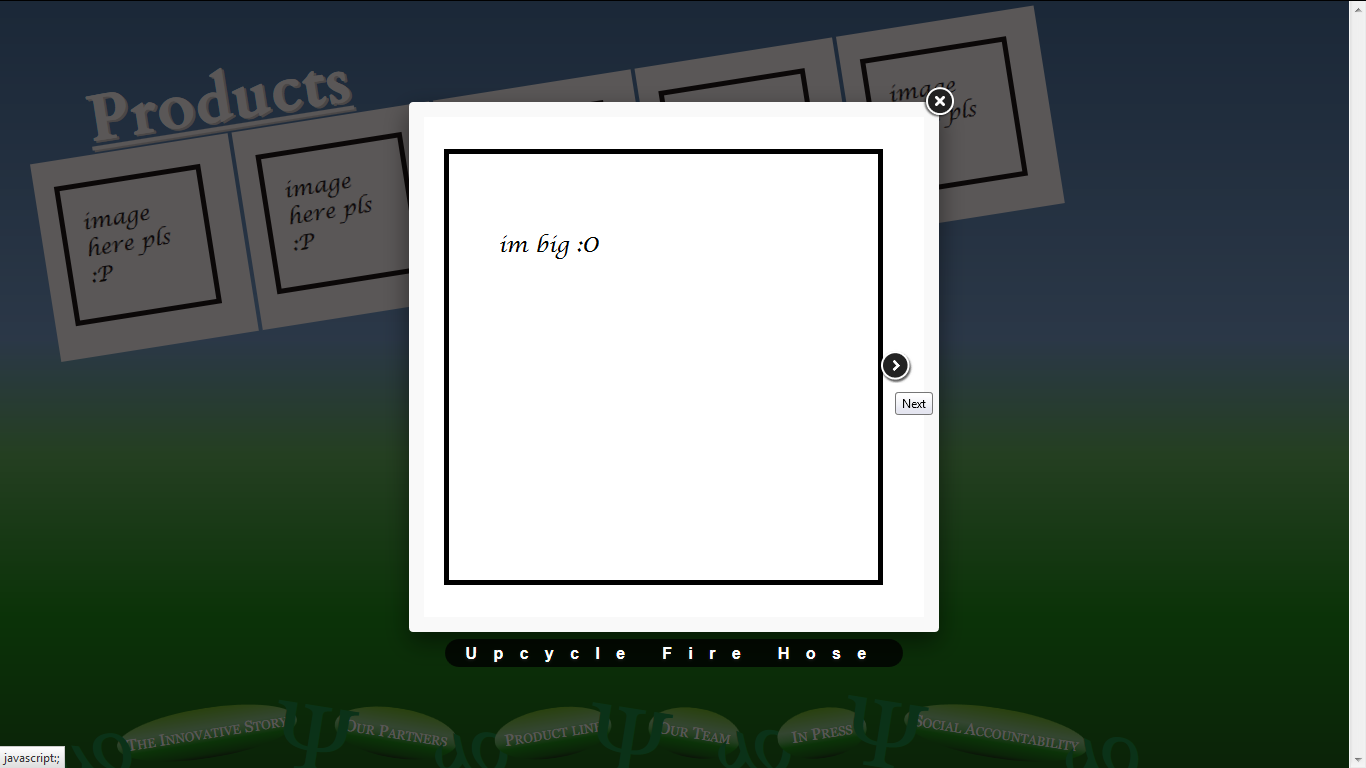 Products
image
here pls
:P
image
here pls
:P
image
pls
im big :O
Next
Upcycle Fire Hose
The Innovative Story
Our Partners
Product line
Our Team
In Press
Social Accountability
javascript:;